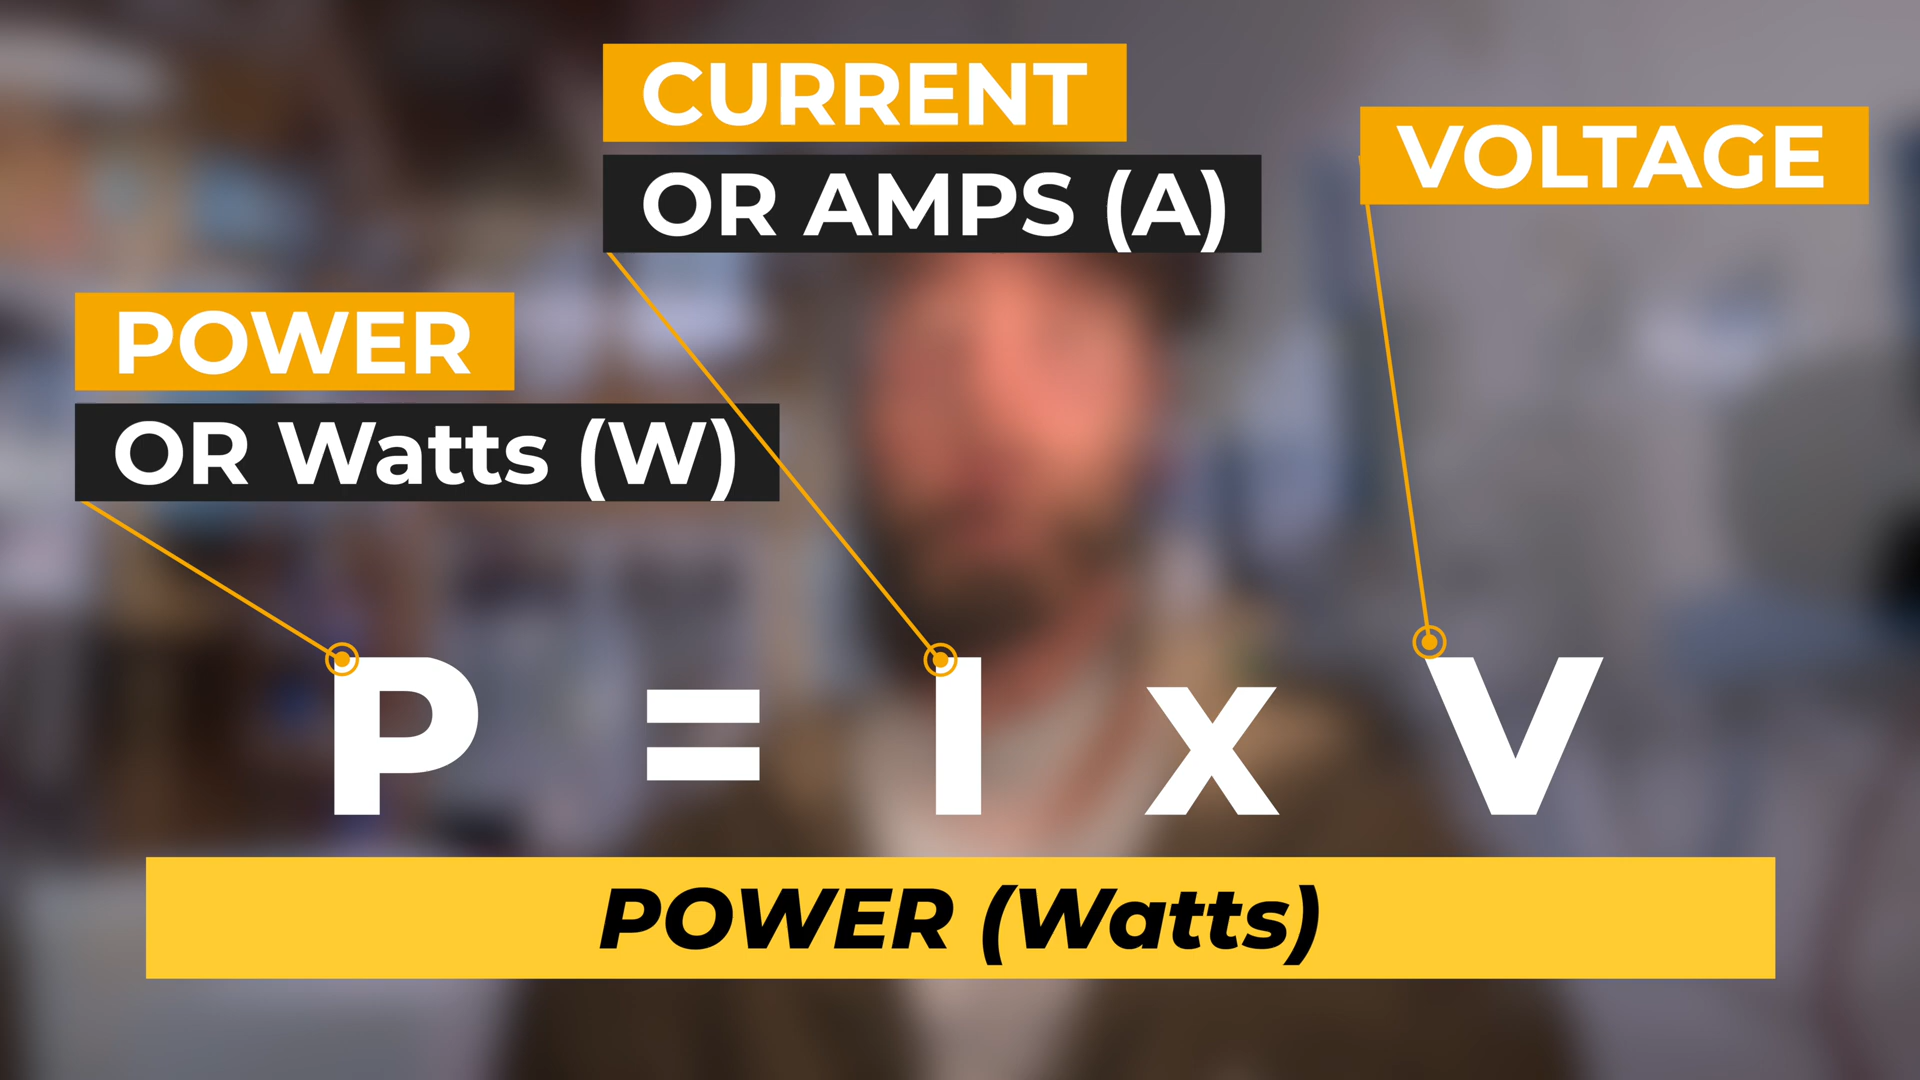 CURRENT
OR AMPS (A)
VOLTAGE
POWER
OR Watts (W)
P = I x V
POWER (Watts)